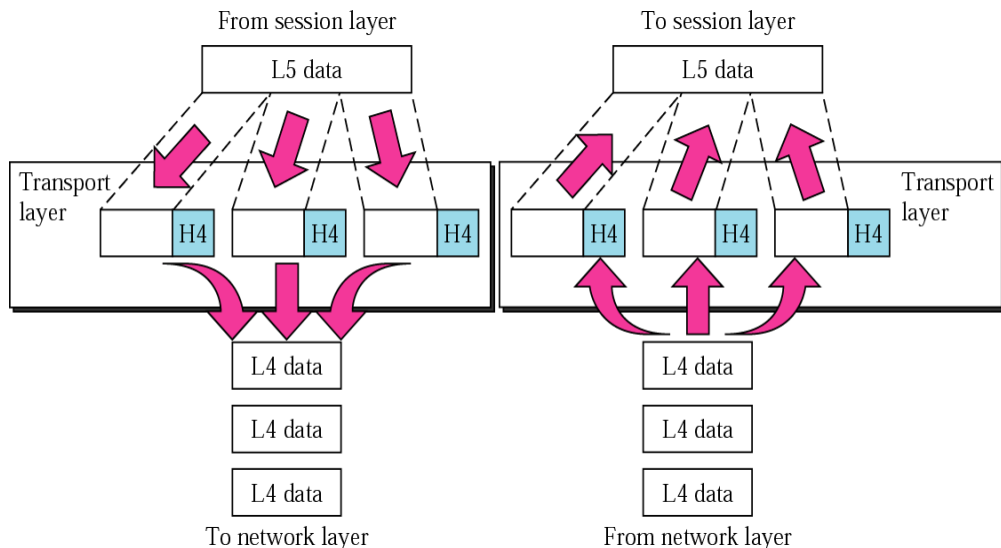 From session layer
L5 data
Transport
layer
H4
H4
H4
L4 data
L4 data
L4 data
To network layer
To session layer
L5 data
Transport
layer
H4
H4
H4
L4 data
L4 data
L4 data
From network layer